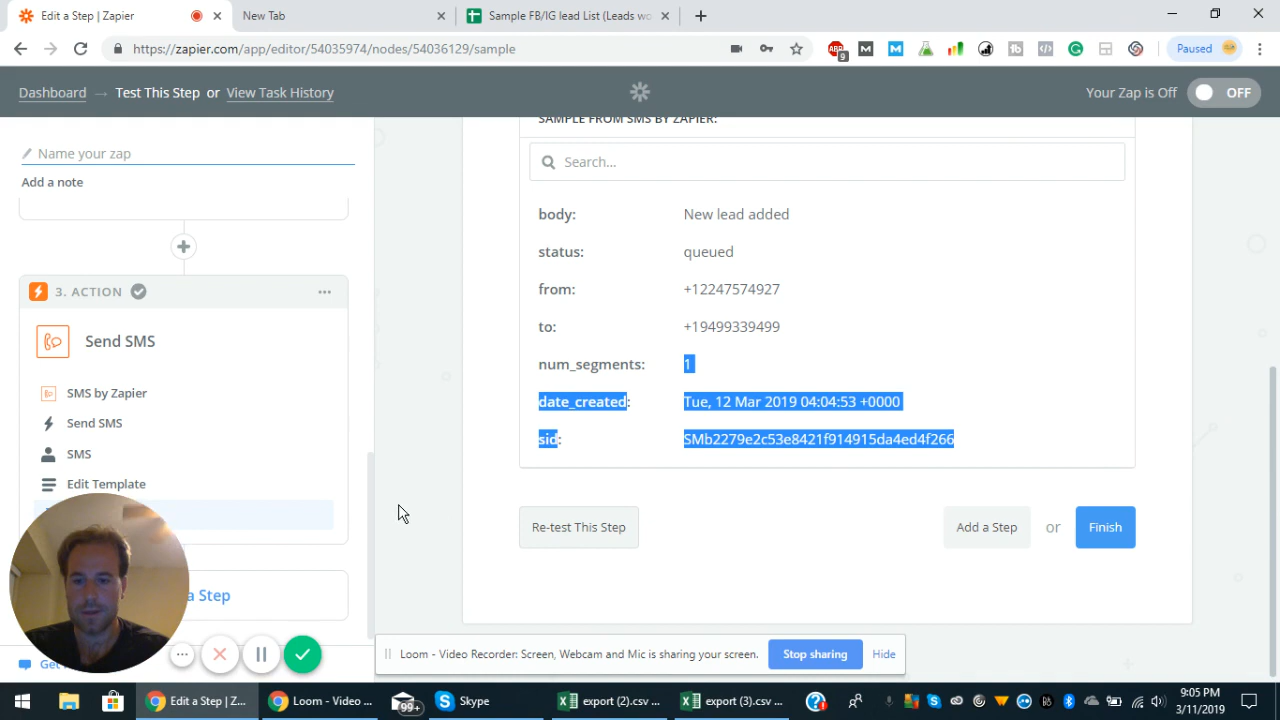 Edit a Step | Zapier
New Tab
Sample FB/IG lead List (Leads wo
https://zapier.com/app/editor/54035974/nodes/54036129/sample
9
Paused
Dashboard → Test This Step or View Task History
Your Zap is Off OFF
Name your zap
Add a note
3. ACTION
Send SMS
SMS by Zapier
Send SMS
SMS
Edit Template
a Step
SAMPLE FROM SMS BY ZAPIER:
Search...
body: New lead added
status: queued
from: +12247574927
to: +19499339499
num_segments: 1
date_created: Tue, 12 Mar 2019 04:04:53 +0000
sid: SMb2279e2c53e8421f914915da4ed4f266
Re-test This Step
Add a Step or Finish
Loom - Video Recorder: Screen, Webcam and Mic is sharing your screen. Stop sharing Hide
Edit a Step | Z...
Loom - Video ...
99+
Skype
export (2).csv ...
export (3).csv ...
9:05 PM
3/11/2019